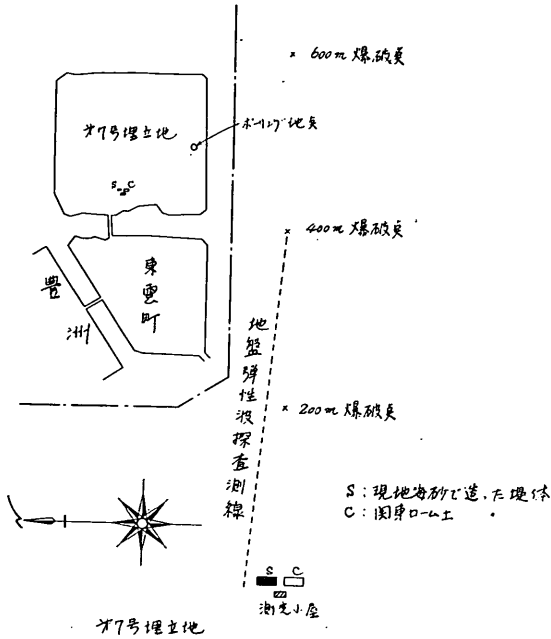 × 600m 爆破点
才7号埋立地
ボーリング地点
S C
× 400m 爆破点
豊洲
東雲町
地盤弾性波探査測線
× 200m 爆破点
S：現地海砂で造った堤体
C：関東ローム土
S C
測定小屋
才7号埋立地